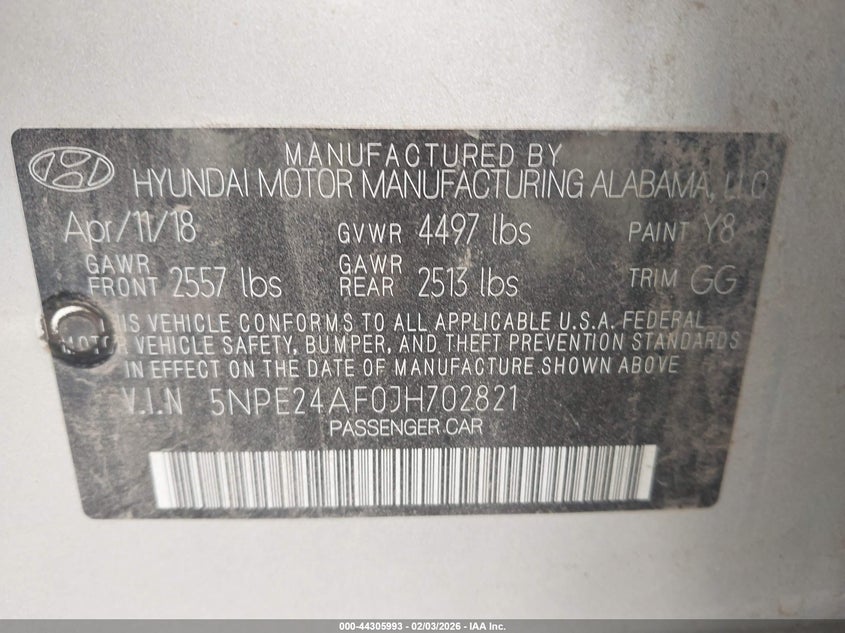 MANUFACTURED BY
HYUNDAI MOTOR MANUFACTURING ALABAMA, LLC
Apr/11/18 GVWR 4497 lbs PAINT Y8
GAWR FRONT 2557 lbs GAWR REAR 2513 lbs TRIM GG
THIS VEHICLE CONFORMS TO ALL APPLICABLE U.S.A. FEDERAL
MOTOR VEHICLE SAFETY, BUMPER, AND THEFT PREVENTION STANDARDS
IN EFFECT ON THE DATE OF MANUFACTURE SHOWN ABOVE
V.I.N 5NPE24AF0JH702821
PASSENGER CAR
000-44305993 - 02/03/2026 - IAA Inc.